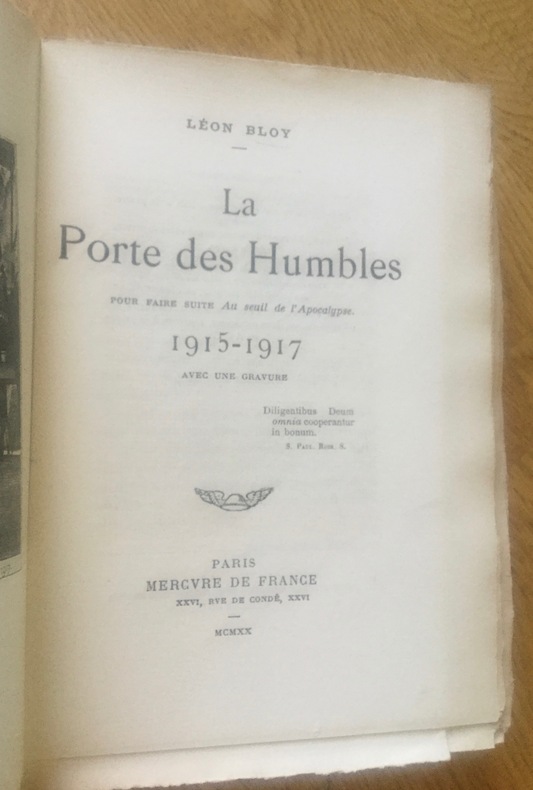 LÉON BLOY
La
Porte des Humbles
POUR FAIRE SUITE Au seuil de l'Apocalypse.
1915-1917
AVEC UNE GRAVURE
Diligentibus Deum
omnia cooperantur
in bonum.
S. PAUL. ROM. 8.
PARIS
MERCVRE DE FRANCE
XXVI, RVE DE CONDÉ, XXVI
MCMXX